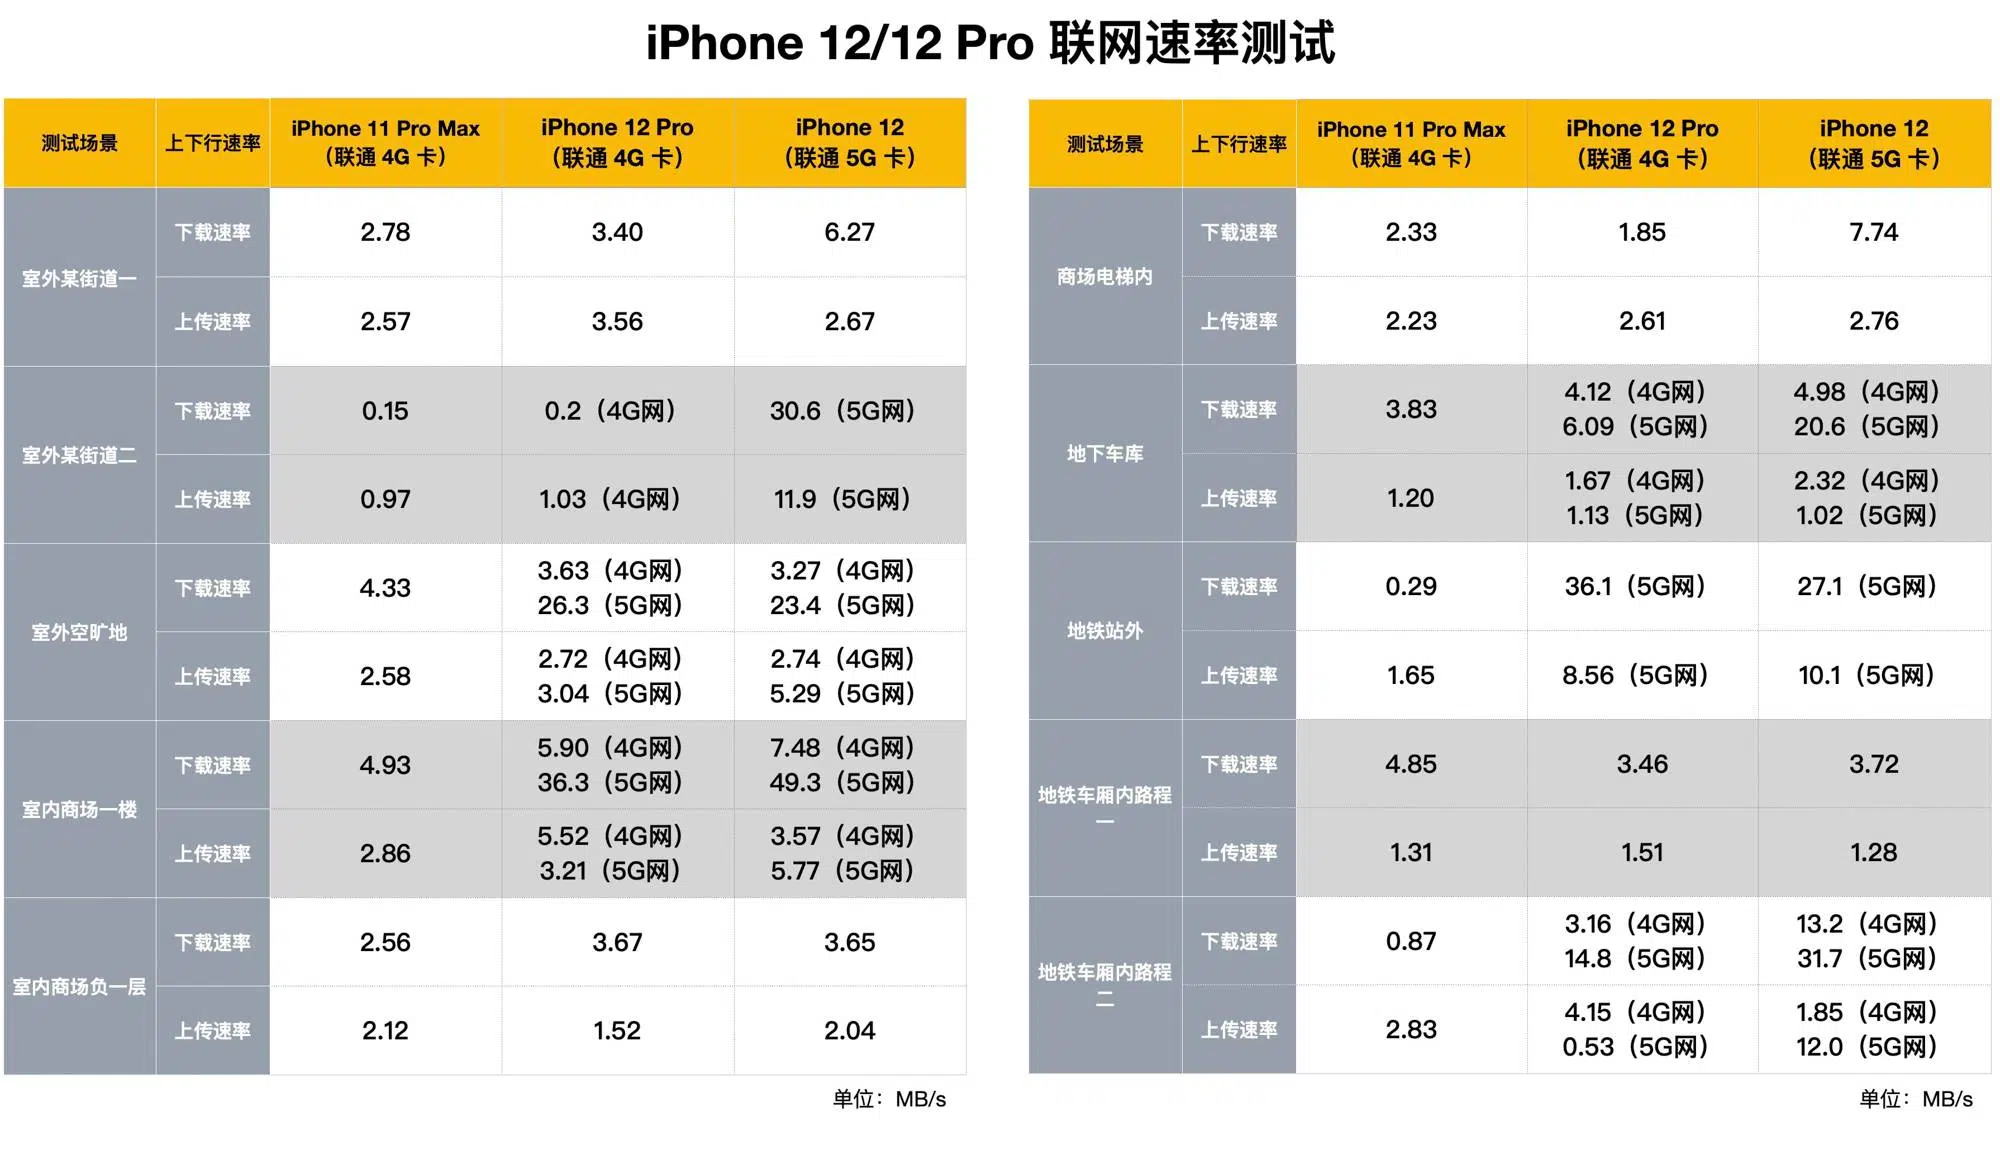 iPhone 12/12 Pro 联网速率测试
测试场景
上下行速率
iPhone 11 Pro Max
（联通 4G 卡）
iPhone 12 Pro
（联通 4G 卡）
iPhone 12
（联通 5G 卡）
室外某街道一
下载速率
2.78
3.40
6.27
上传速率
2.57
3.56
2.67
室外某街道二
下载速率
0.15
0.2（4G网）
30.6（5G网）
上传速率
0.97
1.03（4G网）
11.9（5G网）
室外空旷地
下载速率
4.33
3.63（4G网）
26.3（5G网）
3.27（4G网）
23.4（5G网）
上传速率
2.58
2.72（4G网）
3.04（5G网）
2.74（4G网）
5.29（5G网）
室内商场一楼
下载速率
4.93
5.90（4G网）
36.3（5G网）
7.48（4G网）
49.3（5G网）
上传速率
2.86
5.52（4G网）
3.21（5G网）
3.57（4G网）
5.77（5G网）
室内商场负一层
下载速率
2.56
3.67
3.65
上传速率
2.12
1.52
2.04
单位：MB/s
测试场景
上下行速率
iPhone 11 Pro Max
（联通 4G 卡）
iPhone 12 Pro
（联通 4G 卡）
iPhone 12
（联通 5G 卡）
商场电梯内
下载速率
2.33
1.85
7.74
上传速率
2.23
2.61
2.76
地下车库
下载速率
3.83
4.12（4G网）
6.09（5G网）
4.98（4G网）
20.6（5G网）
上传速率
1.20
1.67（4G网）
1.13（5G网）
2.32（4G网）
1.02（5G网）
地铁站外
下载速率
0.29
36.1（5G网）
27.1（5G网）
上传速率
1.65
8.56（5G网）
10.1（5G网）
地铁车厢内路程
一
下载速率
4.85
3.46
3.72
上传速率
1.31
1.51
1.28
地铁车厢内路程
二
下载速率
0.87
3.16（4G网）
14.8（5G网）
13.2（4G网）
31.7（5G网）
上传速率
2.83
4.15（4G网）
0.53（5G网）
1.85（4G网）
12.0（5G网）
单位：MB/s